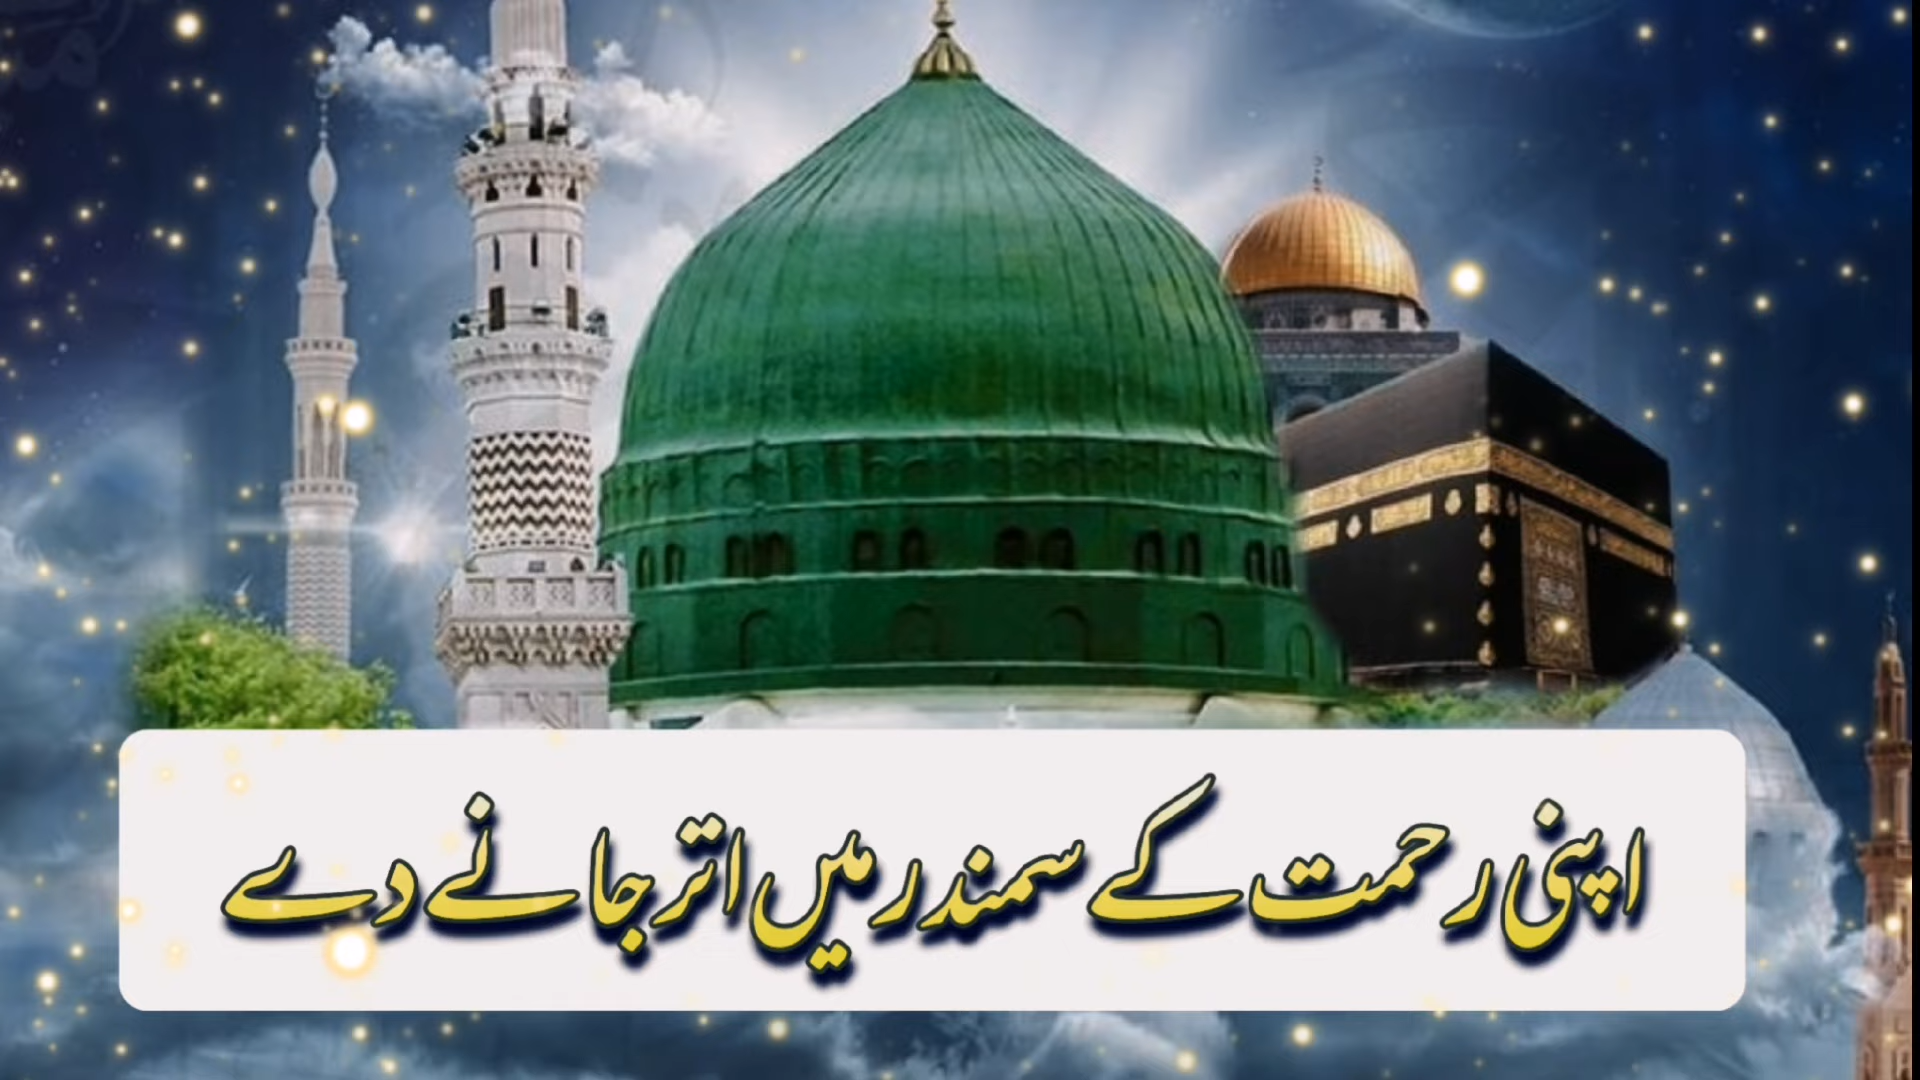 اپنی رحمت کے سمندر میں اتر جانے دے